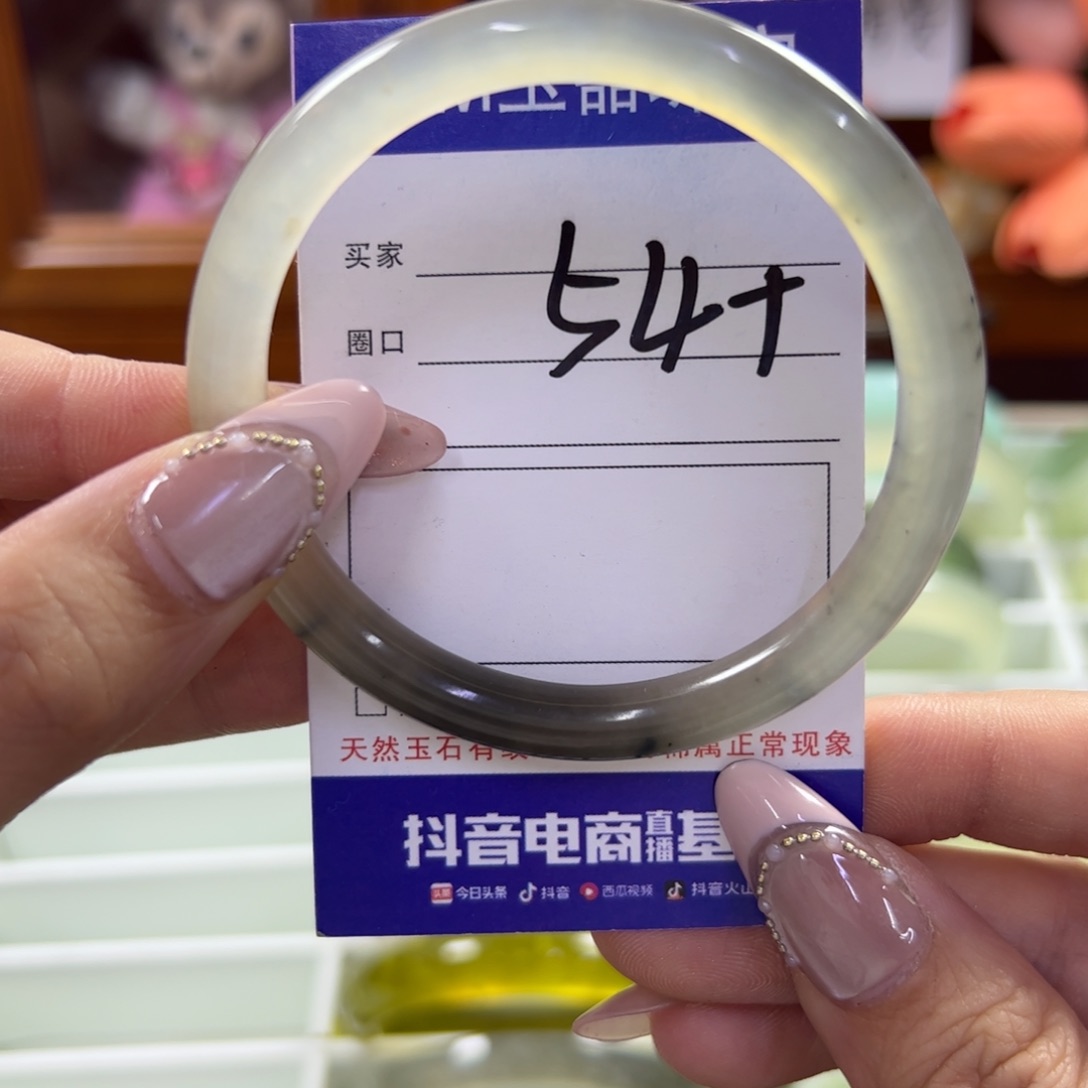 买家
圈口 54+
天然玉石有 正常现象
抖音电商直播基
今日头条 抖音 西瓜视频 抖音火山